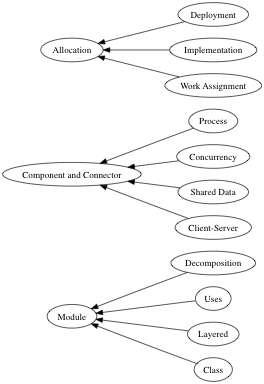 Deployment
Allocation
Implementation
Work Assignment
Process
Concurrency
Component and Connector
Shared Data
Client-Server
Decomposition
Uses
Module
Layered
Class